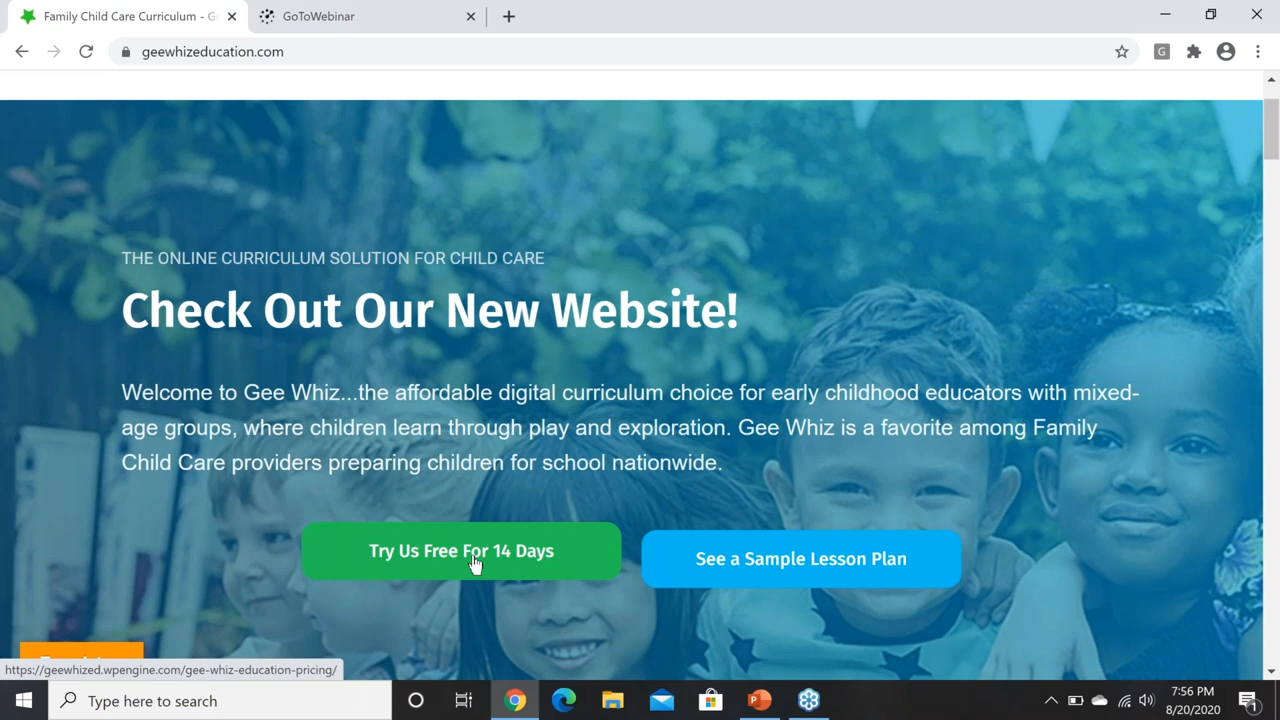 Family Child Care Curriculum - G
GoToWebinar
geewhizeducation.com
G
THE ONLINE CURRICULUM SOLUTION FOR CHILD CARE
Check Out Our New Website!
Welcome to Gee Whiz...the affordable digital curriculum choice for early childhood educators with mixed-
age groups, where children learn through play and exploration. Gee Whiz is a favorite among Family
Child Care providers preparing children for school nationwide.
Try Us Free For 14 Days
See a Sample Lesson Plan
https://geewhized.wpengine.com/gee-whiz-education-pricing/
Type here to search
7:56 PM
8/20/2020
1